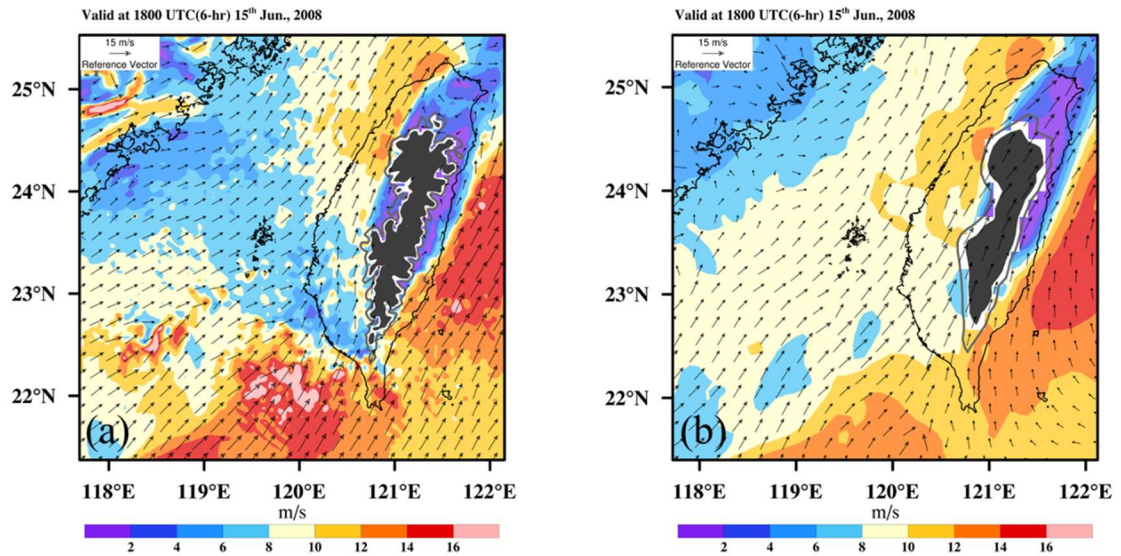 Valid at 1800 UTC(6-hr) 15th Jun., 2008
15 m/s
Reference Vector
25°N
24°N
23°N
22°N
(a)
118°E 119°E 120°E 121°E 122°E
m/s
2 4 6 8 10 12 14 16
Valid at 1800 UTC(6-hr) 15th Jun., 2008
15 m/s
Reference Vector
25°N
24°N
23°N
22°N
(b)
118°E 119°E 120°E 121°E 122°E
m/s
2 4 6 8 10 12 14 16